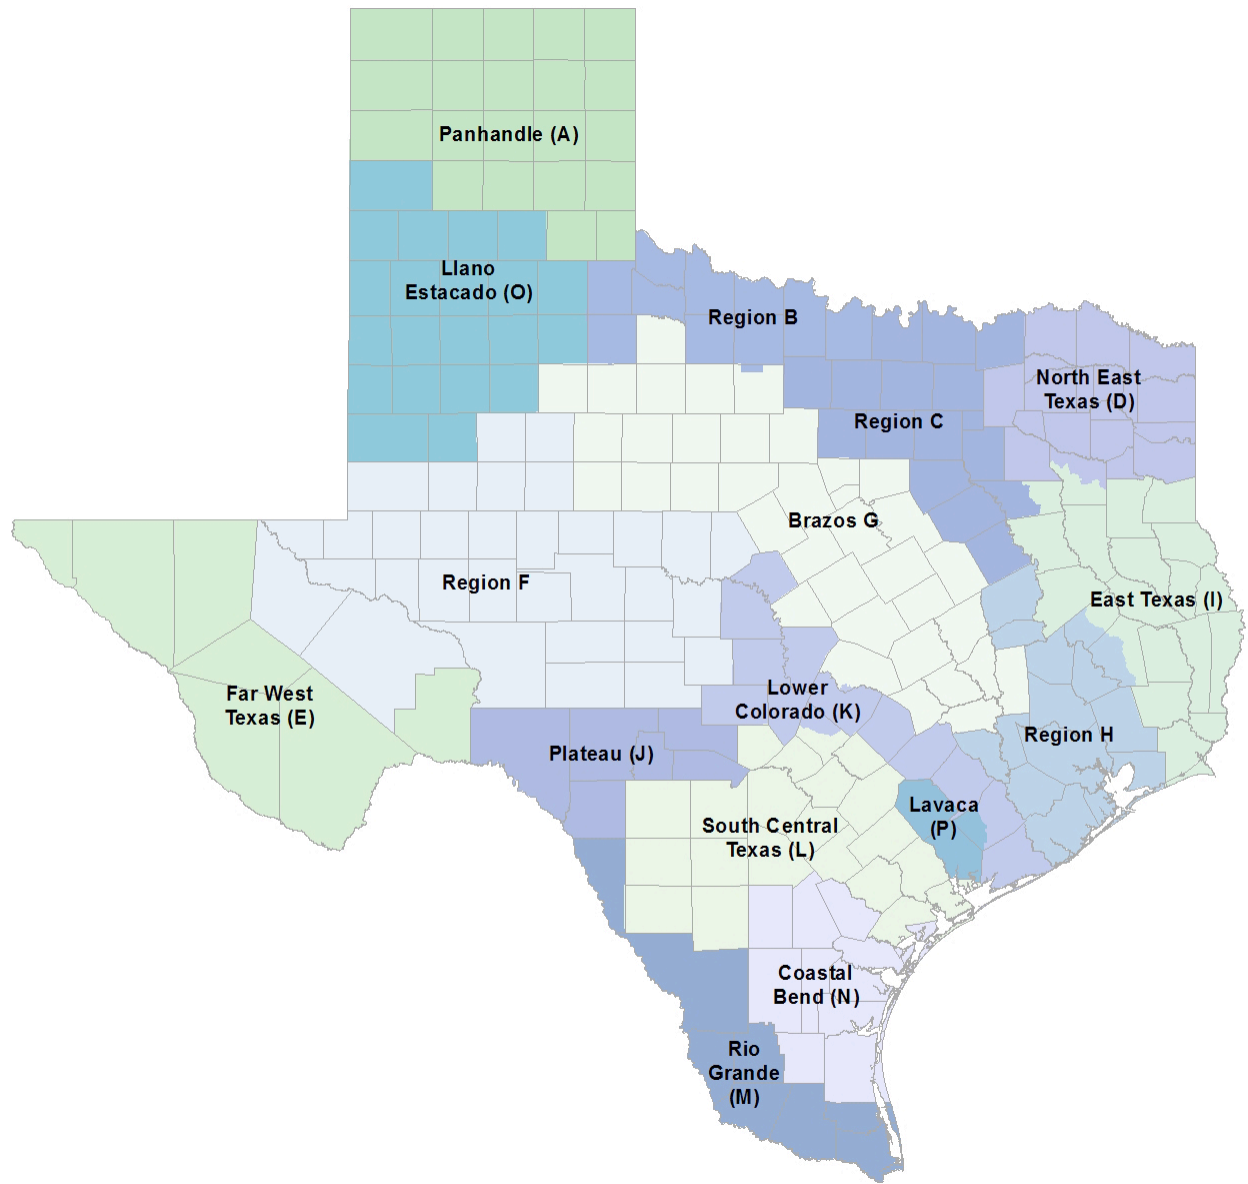 Panhandle (A)
Llano
Estacado (O)
Region B
North East
Texas (D)
Region C
Brazos G
Region F
East Texas (I)
Far West
Texas (E)
Lower
Colorado (K)
Region H
Plateau (J)
Lavaca
(P)
South Central
Texas (L)
Coastal
Bend (N)
Rio
Grande
(M)